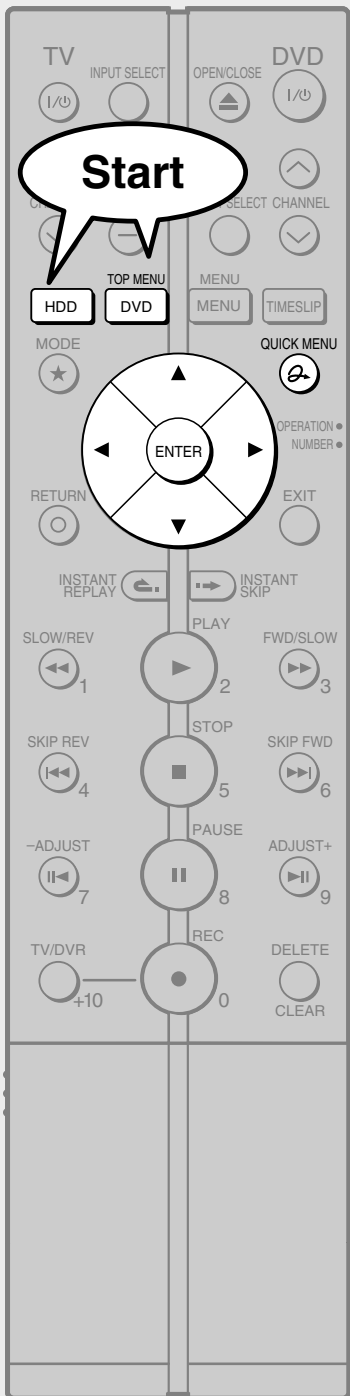 TV DVD
INPUT SELECT OPEN/CLOSE
Start
SELECT CHANNEL
TOP MENU MENU
HDD DVD MENU TIMESLIP
MODE QUICK MENU
ENTER
OPERATION
NUMBER
RETURN EXIT
INSTANT REPLAY INSTANT SKIP
SLOW/REV PLAY FWD/SLOW
1 2 3
SKIP REV STOP SKIP FWD
4 5 6
–ADJUST PAUSE ADJUST+
7 8 9
TV/DVR REC DELETE
+10 0 CLEAR